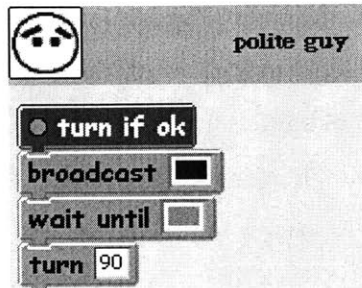 polite guy
turn if ok
broadcast
wait until
turn 90